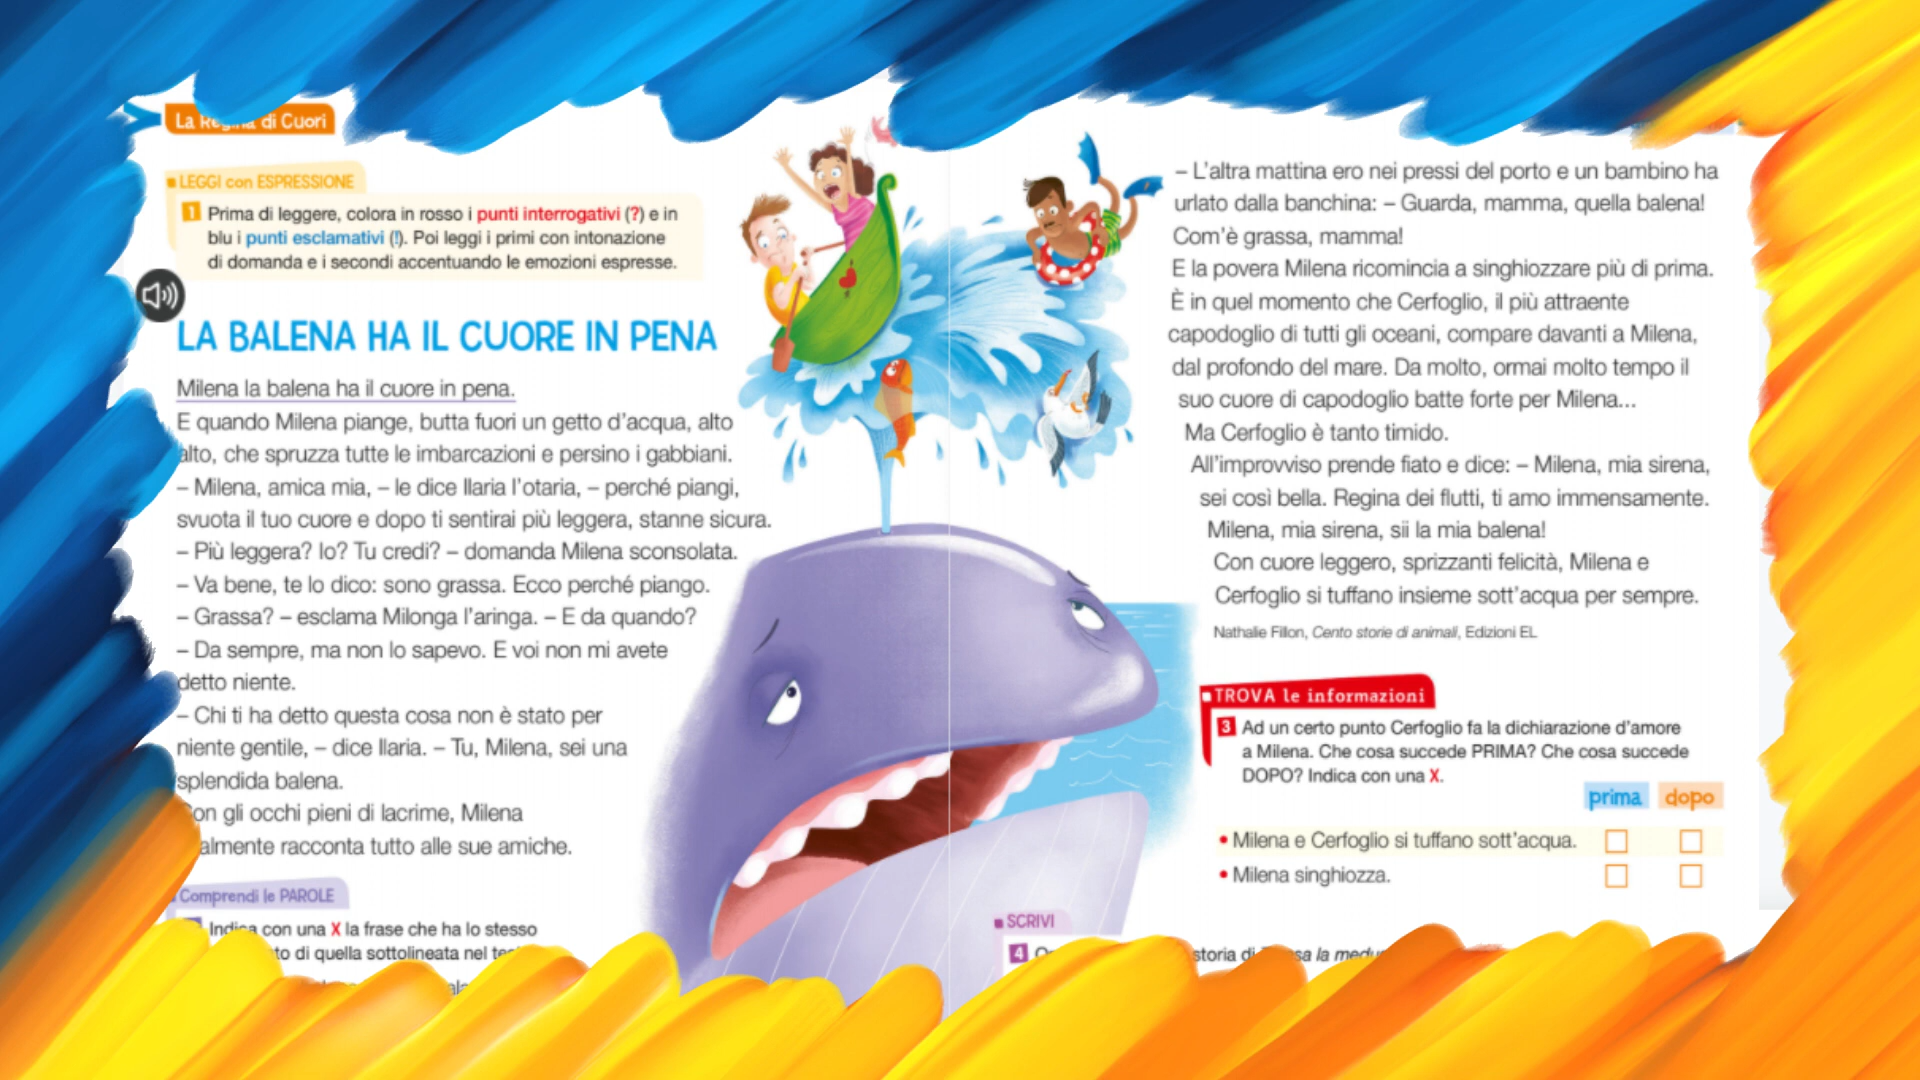 La Regina di Cuori
LEGGI con ESPRESSIONE
1 Prima di leggere, colora in rosso i punti interrogativi (?) e in
blu i punti esclamativi (!). Poi leggi i primi con intonazione
di domanda e i secondi accentuando le emozioni espresse.
LA BALENA HA IL CUORE IN PENA
Milena la balena ha il cuore in pena.
E quando Milena piange, butta fuori un getto d'acqua, alto
alto, che spruzza tutte le imbarcazioni e persino i gabbiani.
– Milena, amica mia, – le dice Ilaria l'otaria, – perché piangi,
svuota il tuo cuore e dopo ti sentirai più leggera, stanne sicura.
– Più leggera? Io? Tu credi? – domanda Milena sconsolata.
– Va bene, te lo dico: sono grassa. Ecco perché piango.
– Grassa? – esclama Milonga l'aringa. – E da quando?
– Da sempre, ma non lo sapevo. E voi non mi avete
detto niente.
– Chi ti ha detto questa cosa non è stato per
niente gentile, – dice Ilaria. – Tu, Milena, sei una
splendida balena.
Con gli occhi pieni di lacrime, Milena
almente racconta tutto alle sue amiche.
Comprendi le PAROLE
Indica con una X la frase che ha lo stesso
to di quella sottolineata nel te
– L'altra mattina ero nei pressi del porto e un bambino ha
urlato dalla banchina: – Guarda, mamma, quella balena!
Com'è grassa, mamma!
E la povera Milena ricomincia a singhiozzare più di prima.
È in quel momento che Cerfoglio, il più attraente
capodoglio di tutti gli oceani, compare davanti a Milena,
dal profondo del mare. Da molto, ormai molto tempo il
suo cuore di capodoglio batte forte per Milena...
Ma Cerfoglio è tanto timido.
All'improvviso prende fiato e dice: – Milena, mia sirena,
sei così bella. Regina dei flutti, ti amo immensamente.
Milena, mia sirena, sii la mia balena!
Con cuore leggero, sprizzanti felicità, Milena e
Cerfoglio si tuffano insieme sott'acqua per sempre.
Nathalie Fillon, Cento storie di animali, Edizioni EL
TROVA le informazioni
3 Ad un certo punto Cerfoglio fa la dichiarazione d'amore
a Milena. Che cosa succede PRIMA? Che cosa succede
DOPO? Indica con una X.
prima dopo
• Milena e Cerfoglio si tuffano sott'acqua.
• Milena singhiozza.
SCRIVI
4 storia di la